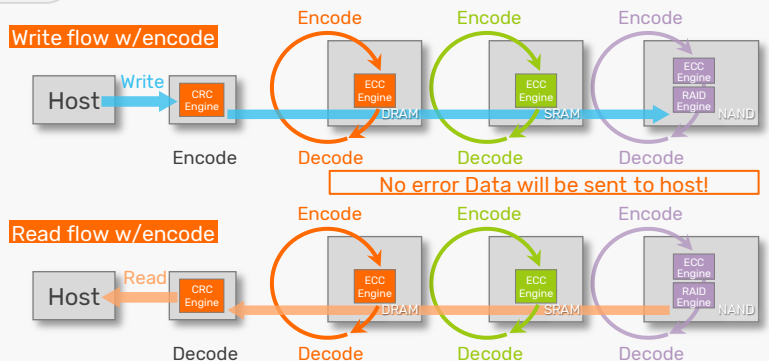 Encode
Encode
Encode
Write flow w/encode
Host
Write
CRC
Engine
ECC
Engine
DRAM
ECC
Engine
SRAM
ECC
Engine
RAID
Engine
NAND
Encode
Decode
Decode
Decode
No error Data will be sent to host!
Encode
Encode
Encode
Read flow w/encode
Host
Read
CRC
Engine
ECC
Engine
DRAM
ECC
Engine
SRAM
ECC
Engine
RAID
Engine
NAND
Decode
Decode
Decode
Decode